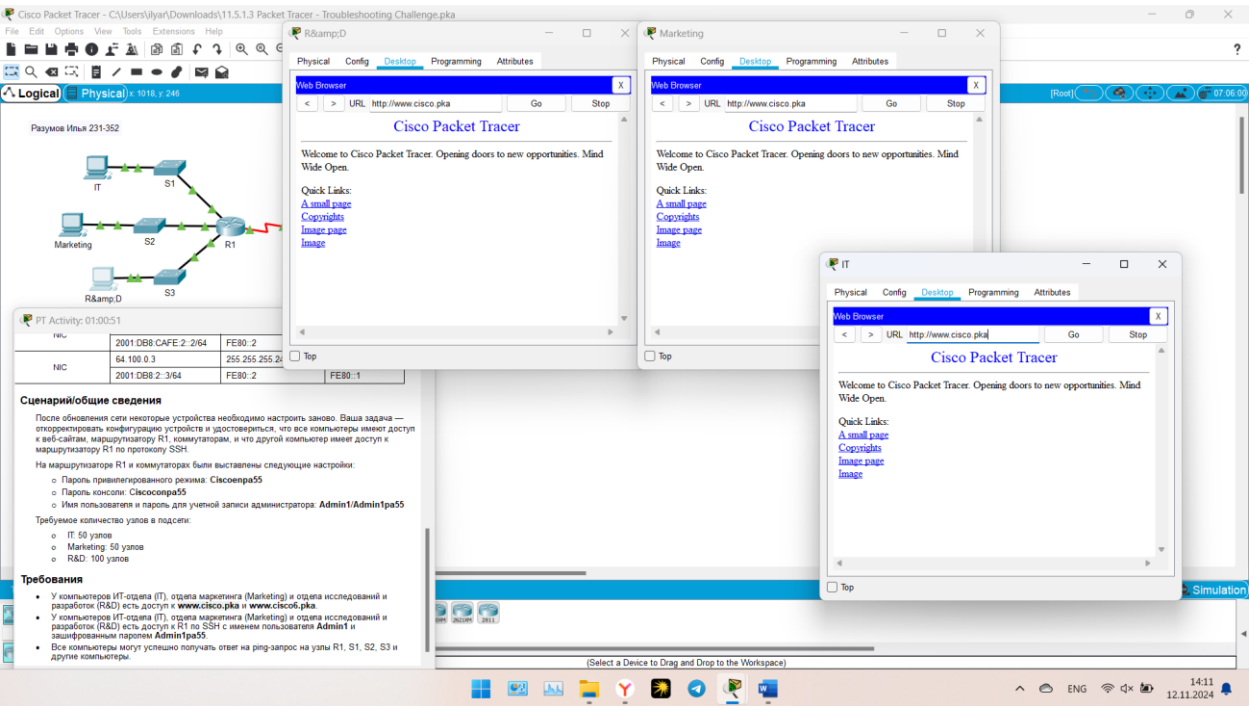 Cisco Packet Tracer - C:\Users\ilyar\Downloads\11.5.1.3 Packet Tracer - Troubleshooting Challenge.pka
File Edit Options View Tools Extensions Help
?
Logical
Physical
x: 1018, y: 246
[Root]
07:06:00
Разумов Илья 231-352
IT
S1
Marketing
S2
R1
R&amp;D
S3
R&amp;D
Physical Config Desktop Programming Attributes
Web Browser
X
< > URL http://www.cisco.pka Go Stop
Cisco Packet Tracer
Welcome to Cisco Packet Tracer. Opening doors to new opportunities. Mind
Wide Open.
Quick Links:
A small page
Copyrights
Image page
Image
Top
Marketing
Physical Config Desktop Programming Attributes
Web Browser
X
< > URL http://www.cisco.pka Go Stop
Cisco Packet Tracer
Welcome to Cisco Packet Tracer. Opening doors to new opportunities. Mind
Wide Open.
Quick Links:
A small page
Copyrights
Image page
Image
Top
IT
Physical Config Desktop Programming Attributes
Web Browser
X
< > URL http://www.cisco.pka Go Stop
Cisco Packet Tracer
Welcome to Cisco Packet Tracer. Opening doors to new opportunities. Mind
Wide Open.
Quick Links:
A small page
Copyrights
Image page
Image
Top
PT Activity: 01:00:51
NIC
2001:DB8:CAFE:2::2/64 FE80::2
NIC
64.100.0.3 255.255.255.2
2001:DB8:2::3/64 FE80::2 FE80::1
Сценарий/общие сведения
После обновления сети некоторые устройства необходимо настроить заново. Ваша задача —
откорректировать конфигурацию устройств и удостовериться, что все компьютеры имеют доступ
к веб-сайтам, маршрутизатору R1, коммутаторам, и что другой компьютер имеет доступ к
маршрутизатору R1 по протоколу SSH.
На маршрутизаторе R1 и коммутаторах были выставлены следующие настройки:
o Пароль привилегированного режима: Ciscoenpa55
o Пароль консоли: Ciscoconpa55
o Имя пользователя и пароль для учетной записи администратора: Admin1/Admin1pa55
Требуемое количество узлов в подсети:
o IT: 50 узлов
o Marketing: 50 узлов
o R&D: 100 узлов
Требования
• У компьютеров ИТ-отдела (IT), отдела маркетинга (Marketing) и отдела исследований и
разработок (R&D) есть доступ к www.cisco.pka и www.cisco6.pka.
• У компьютеров ИТ-отдела (IT), отдела маркетинга (Marketing) и отдела исследований и
разработок (R&D) есть доступ к R1 по SSH с именем пользователя Admin1 и
зашифрованным паролем Admin1pa55.
• Все компьютеры могут успешно получать ответ на ping-запрос на узлы R1, S1, S2, S3 и
другие компьютеры.
Simulation
2621XM
2811
(Select a Device to Drag and Drop to the Workspace)
ENG
14:11
12.11.2024